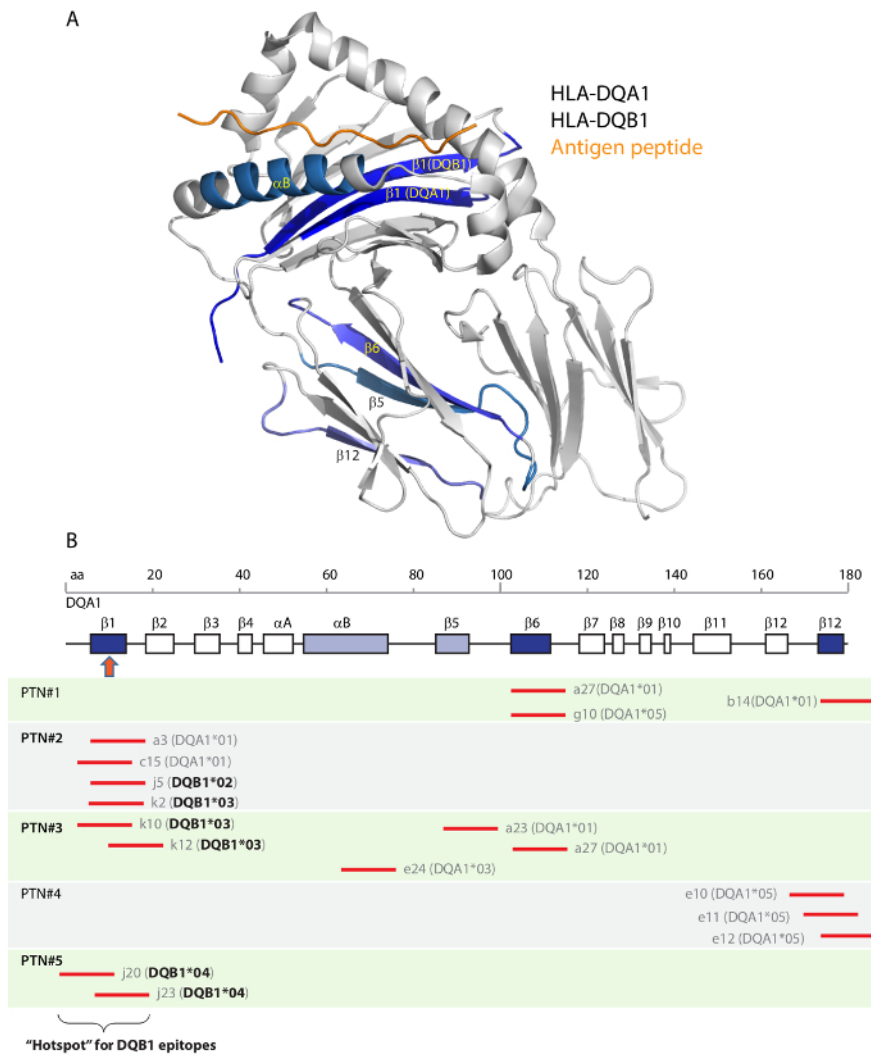 A
HLA-DQA1
HLA-DQB1
Antigen peptide
β1(DQB1)
αB
β1 (DQA1)
β6
β5
β12
B
aa 20 40 60 80 100 120 140 160 180
DQA1
β1 β2 β3 β4 αA αB β5 β6 β7 β8 β9 β10 β11 β12 β12
PTN#1
a27(DQA1*01)
b14(DQA1*01)
g10 (DQA1*05)
PTN#2
a3 (DQA1*01)
c15 (DQA1*01)
j5 (DQB1*02)
k2 (DQB1*03)
PTN#3
k10 (DQB1*03)
a23 (DQA1*01)
k12 (DQB1*03)
a27 (DQA1*01)
e24 (DQA1*03)
PTN#4
e10 (DQA1*05)
e11 (DQA1*05)
e12 (DQA1*05)
PTN#5
j20 (DQB1*04)
j23 (DQB1*04)
“Hotspot” for DQB1 epitopes